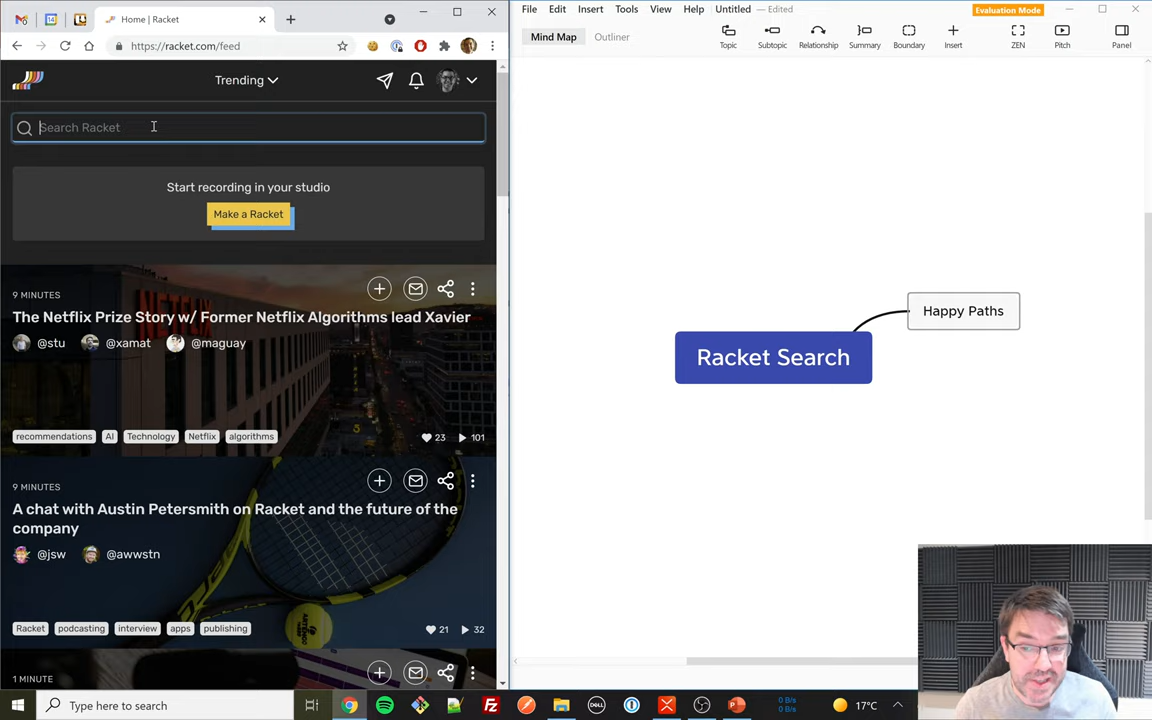 Home | Racket
https://racket.com/feed
Trending
Search Racket
Start recording in your studio
Make a Racket
9 MINUTES
The Netflix Prize Story w/ Former Netflix Algorithms lead Xavier
@stu @xamat @maguay
recommendations AI Technology Netflix algorithms
23 101
9 MINUTES
A chat with Austin Petersmith on Racket and the future of the
company
@jsw @awwstn
Racket podcasting interview apps publishing
21 32
1 MINUTE
File Edit Insert Tools View Help Untitled — Edited
Evaluation Mode
Mind Map Outliner
Topic Subtopic Relationship Summary Boundary Insert ZEN Pitch Panel
Happy Paths
Racket Search
Type here to search
0 B/s
0 B/s
17°C